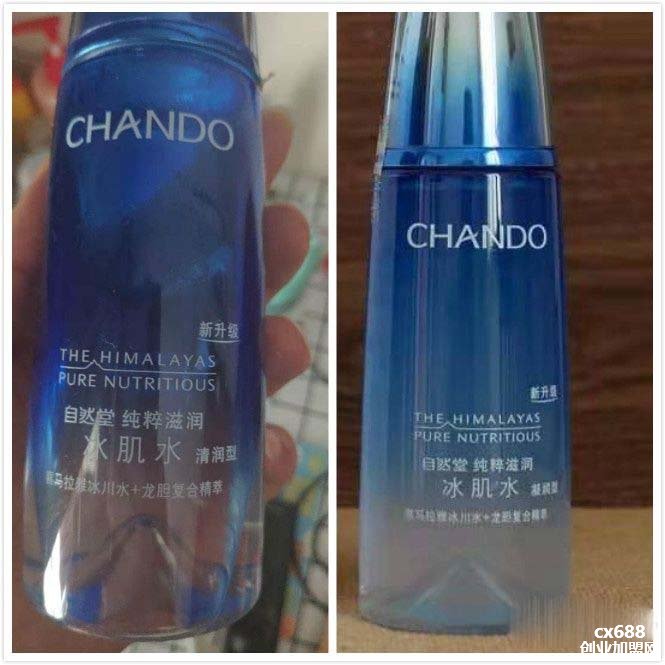 CHANDO
新升级
THE HIMALAYAS
PURE NUTRITIOUS
自然堂 纯粹滋润
冰肌水 清润型
喜马拉雅冰川水+龙胆复合精萃
CHANDO
新升级
THE HIMALAYAS
PURE NUTRITIOUS
自然堂 纯粹滋润
冰肌水 凝润型
喜马拉雅冰川水+龙胆复合精萃
cx688
创业加盟网